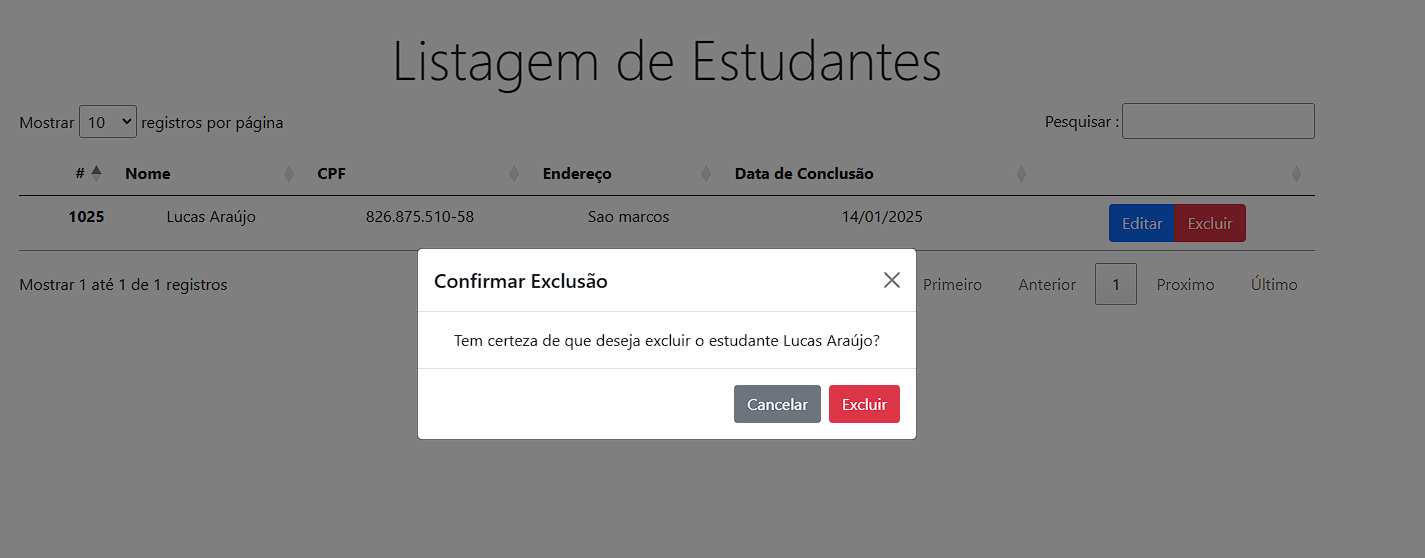 Listagem de Estudantes
Mostrar 10 registros por página
Pesquisar :
# Nome CPF Endereço Data de Conclusão
1025 Lucas Araújo 826.875.510-58 Sao marcos 14/01/2025 Editar Excluir
Mostrar 1 até 1 de 1 registros
Primeiro Anterior 1 Proximo Último
Confirmar Exclusão
Tem certeza de que deseja excluir o estudante Lucas Araújo?
Cancelar Excluir